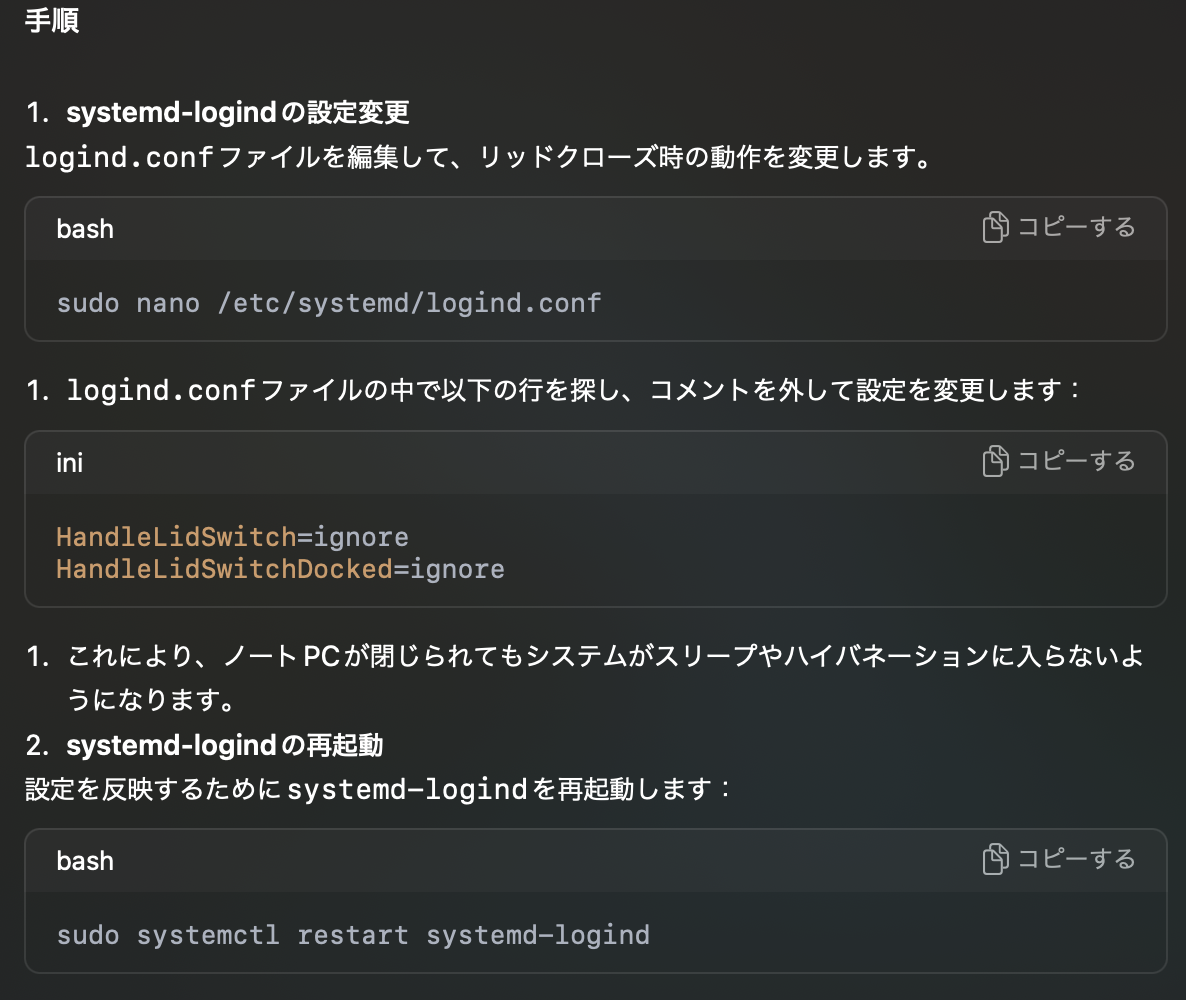 手順
1. systemd-logindの設定変更
logind.confファイルを編集して、リッドクローズ時の動作を変更します。
bash
コピーする
sudo nano /etc/systemd/logind.conf
1. logind.confファイルの中で以下の行を探し、コメントを外して設定を変更します：
ini
コピーする
HandleLidSwitch=ignore
HandleLidSwitchDocked=ignore
1. これにより、ノートPCが閉じられてもシステムがスリープやハイバネーションに入らないよ
うになります。
2. systemd-logindの再起動
設定を反映するためにsystemd-logindを再起動します：
bash
コピーする
sudo systemctl restart systemd-logind